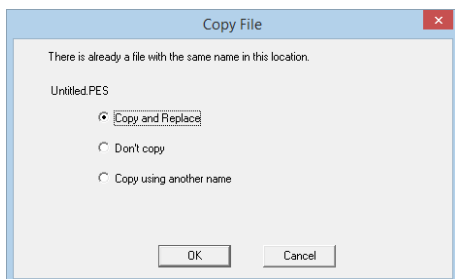 Copy File
There is already a file with the same name in this location.
Untitled.PES
Copy and Replace
Don't copy
Copy using another name
OK
Cancel